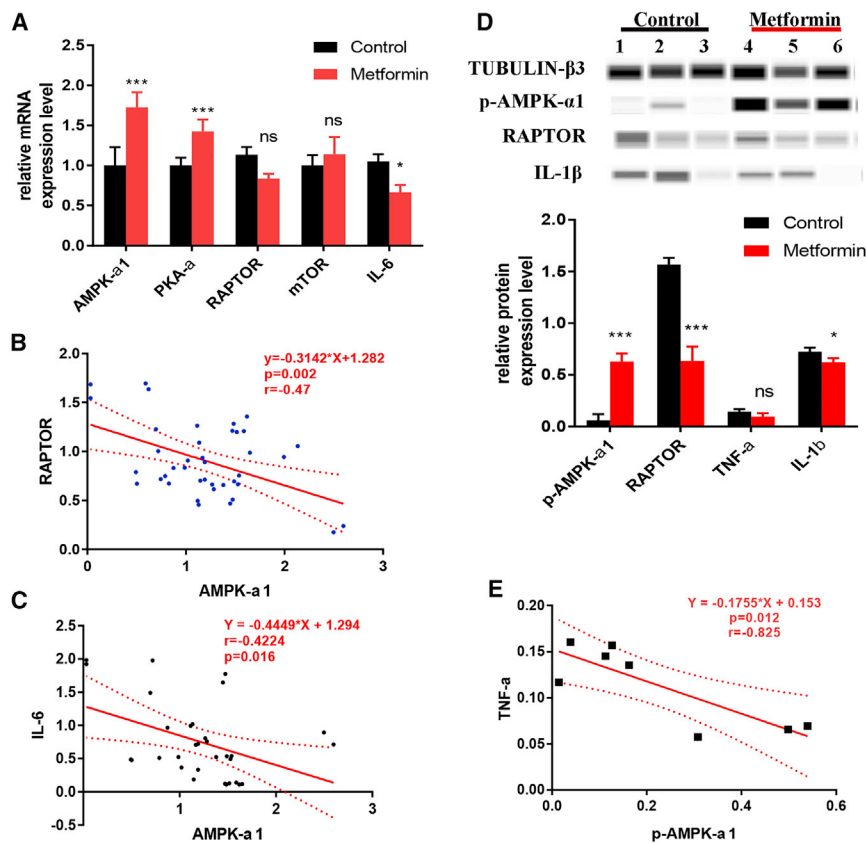 A
relative mRNA
expression level
2.5
2.0
1.5
1.0
0.5
0.0
Control
Metformin
***
***
ns
ns
*
AMPK-a1
PKA-a
RAPTOR
mTOR
IL-6
B
RAPTOR
2.0
1.5
1.0
0.5
0.0
y=-0.3142*X+1.282
p=0.002
r=-0.47
0 1 2 3
AMPK-a1
C
IL-6
2.5
2.0
1.5
1.0
0.5
0.0
-0.5
Y = -0.4449*X + 1.294
r=-0.4224
p=0.016
1 2 3
AMPK-a1
D
Control Metformin
1 2 3 4 5 6
TUBULIN-β3
p-AMPK-α1
RAPTOR
IL-1β
relative protein
expression level
2.0
1.5
1.0
0.5
0.0
Control
Metformin
***
***
ns
*
p-AMPK-a1
RAPTOR
TNF-a
IL-1b
E
TNF-a
0.20
0.15
0.10
0.05
0.00
Y = -0.1755*X + 0.153
p=0.012
r=-0.825
0.0 0.2 0.4 0.6
p-AMPK-a1